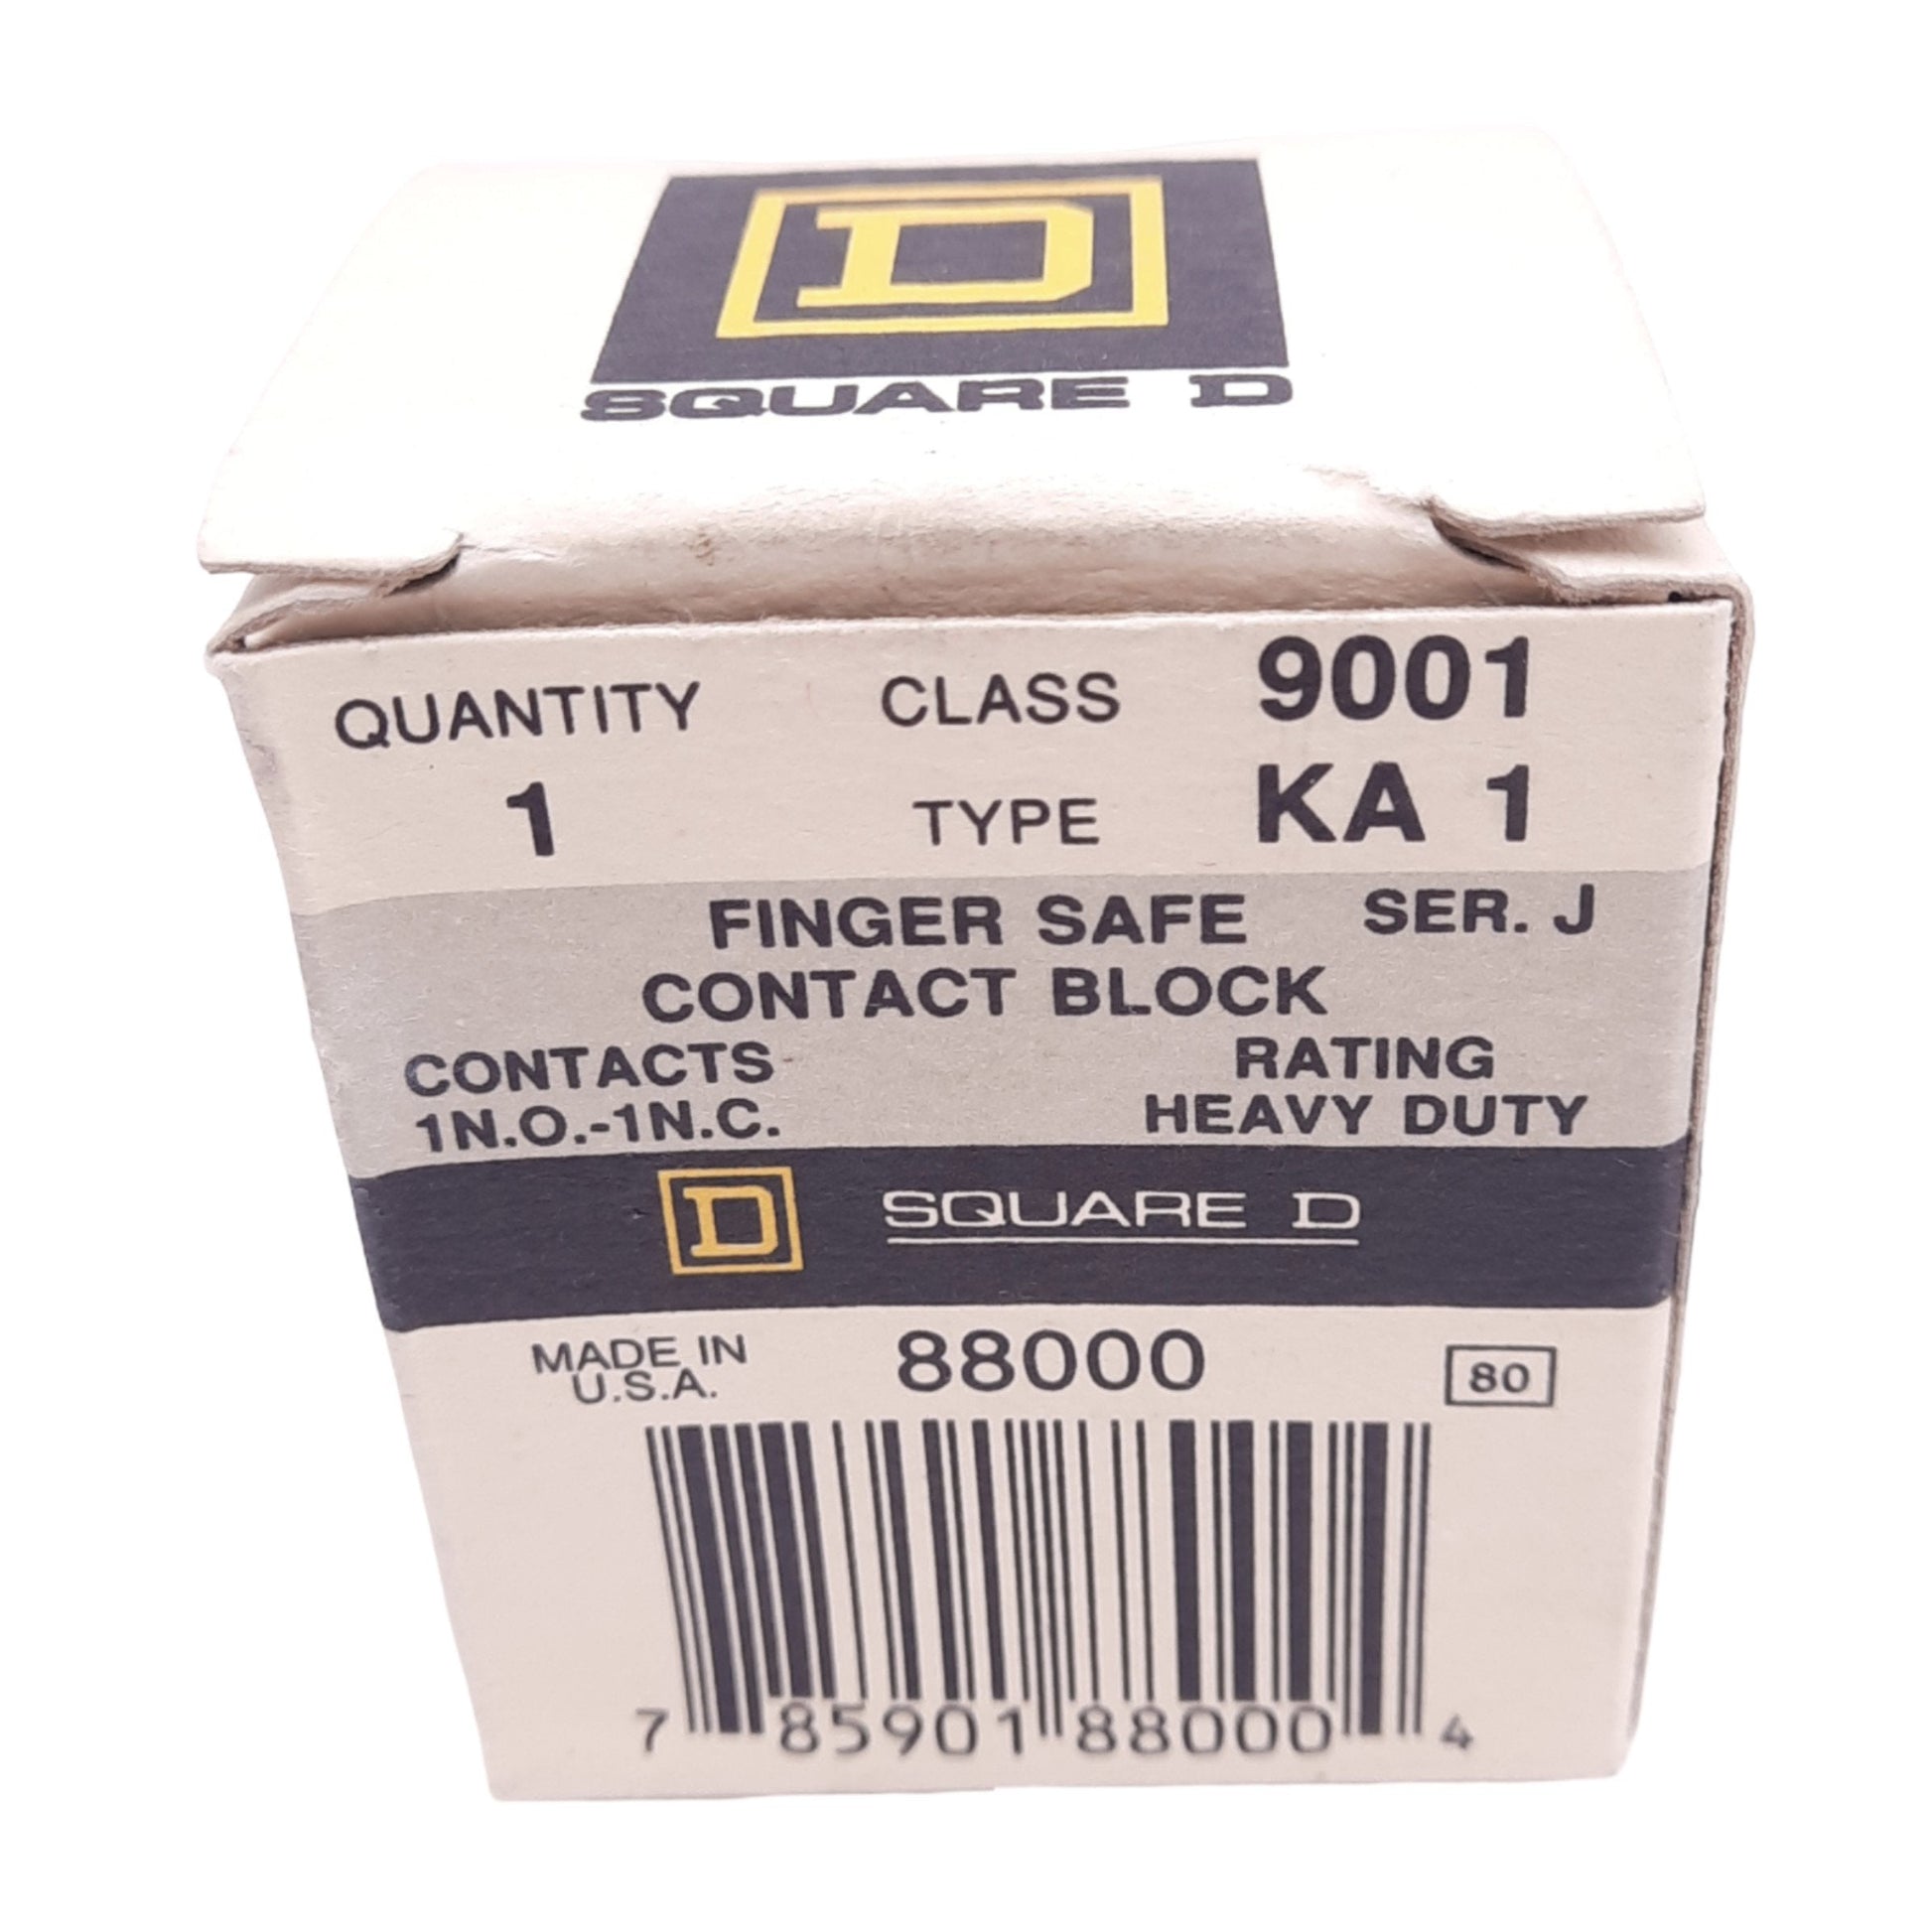 D
SQUARE D
QUANTITY CLASS 9001
1 TYPE KA 1
FINGER SAFE SER. J
CONTACT BLOCK
CONTACTS RATING
1N.O.-1N.C. HEAVY DUTY
D SQUARE D
MADE IN 88000 80
U.S.A.
7 85901 88000 4